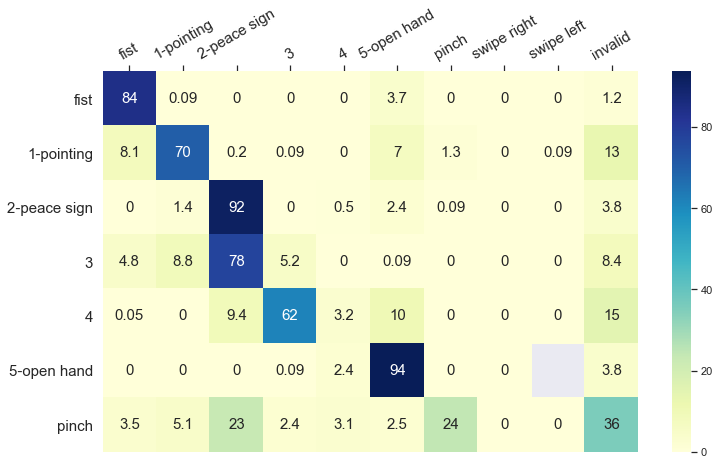 fist 1-pointing 2-peace sign 3 4 5-open hand pinch swipe right swipe left invalid
fist 84 0.09 0 0 0 3.7 0 0 0 1.2
1-pointing 8.1 70 0.2 0.09 0 7 1.3 0 0.09 13
2-peace sign 0 1.4 92 0 0.5 2.4 0.09 0 0 3.8
3 4.8 8.8 78 5.2 0 0.09 0 0 0 8.4
4 0.05 0 9.4 62 3.2 10 0 0 0 15
5-open hand 0 0 0 0.09 2.4 94 0 0 3.8
pinch 3.5 5.1 23 2.4 3.1 2.5 24 0 0 36
80
60
40
20
0